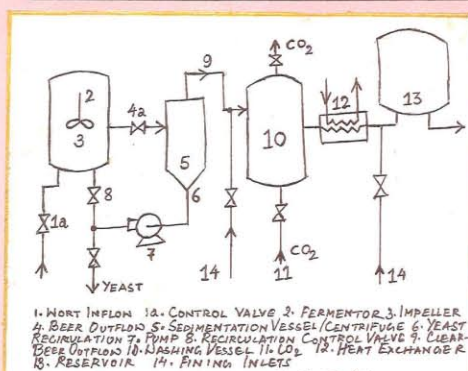 CO2
9
2
3
4a
5
6
10
12
13
1a
8
7
YEAST
14
CO2
11
14
1. WORT INFLOW 1a. CONTROL VALVE 2. FERMENTOR 3. IMPELLER
4. BEER OUTFLOW 5. SEDIMENTATION VESSEL/CENTRIFUGE 6. YEAST
RECIRCULATION 7. PUMP 8. RECIRCULATION CONTROL VALVE 9. CLEAR-
BEER OUTFLOW 10. WASHING VESSEL 11. CO2 12. HEAT EXCHANGER
13. RESERVOIR 14. FINING INLETS